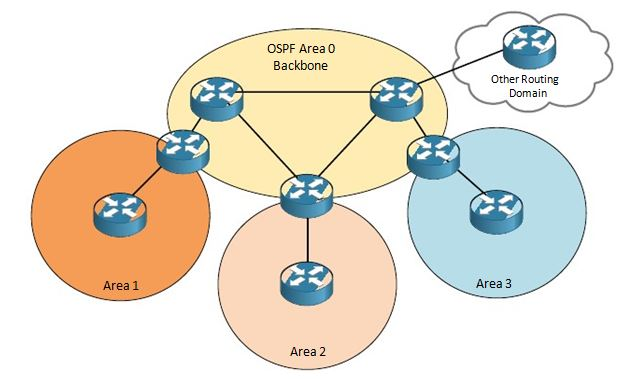 OSPF Area 0
Backbone
Other Routing
Domain
Area 1
Area 2
Area 3